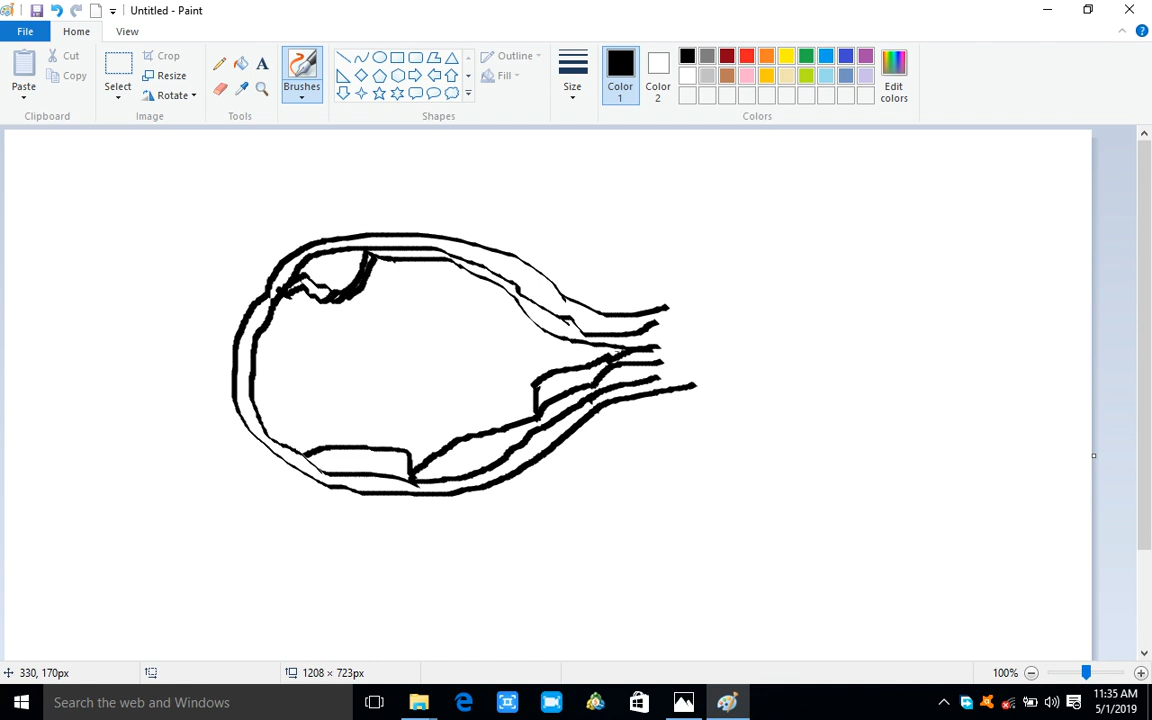 Untitled - Paint
File Home View
Paste
Cut
Copy
Clipboard
Select
Crop
Resize
Rotate
Image
A
Tools
Brushes
Outline
Fill
Shapes
Size
Color 1
Color 2
Edit colors
Colors
330, 170px
1208 × 723px
100%
Search the web and Windows
11:35 AM
5/1/2019